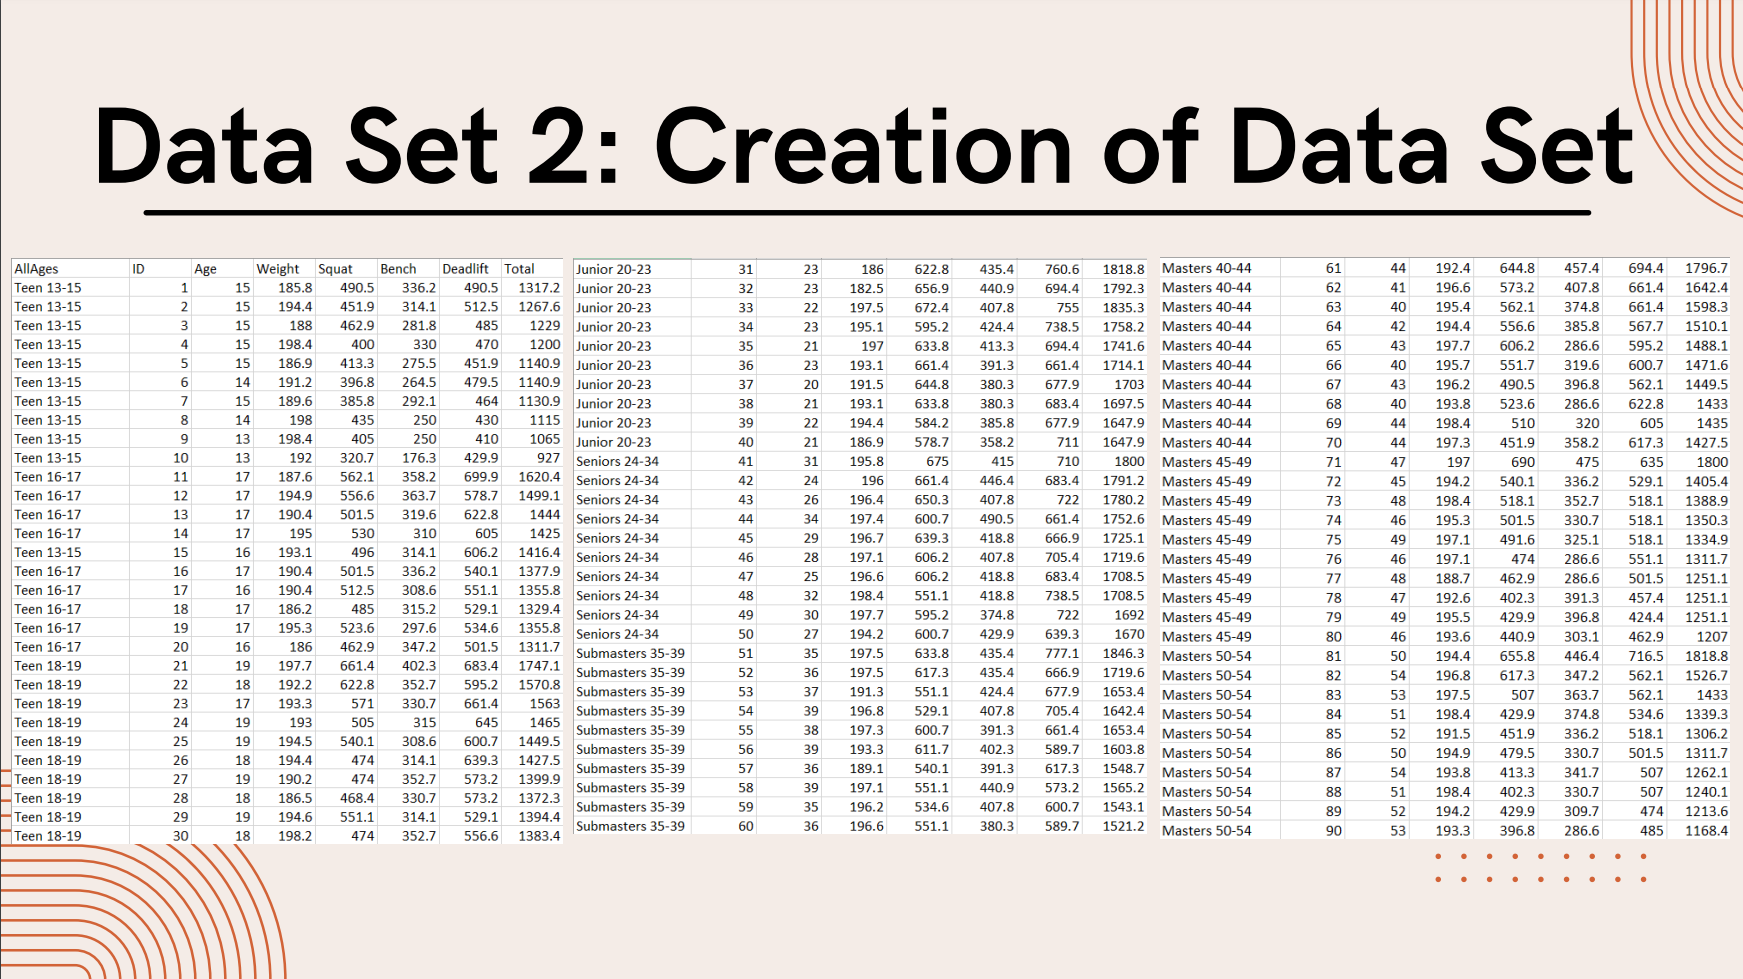 Data Set 2: Creation of Data Set
AllAges ID Age Weight Squat Bench Deadlift Total
Teen 13-15 1 15 185.8 490.5 336.2 490.5 1317.2
Teen 13-15 2 15 194.4 451.9 314.1 512.5 1267.6
Teen 13-15 3 15 188 462.9 281.8 485 1229
Teen 13-15 4 15 198.4 400 330 470 1200
Teen 13-15 5 15 186.9 413.3 275.5 451.9 1140.9
Teen 13-15 6 14 191.2 396.8 264.5 479.5 1140.9
Teen 13-15 7 15 189.6 385.8 292.1 464 1130.9
Teen 13-15 8 14 198 435 250 430 1115
Teen 13-15 9 13 198.4 405 250 410 1065
Teen 13-15 10 13 192 320.7 176.3 429.9 927
Teen 16-17 11 17 187.6 562.1 358.2 699.9 1620.4
Teen 16-17 12 17 194.9 556.6 363.7 578.7 1499.1
Teen 16-17 13 17 190.4 501.5 319.6 622.8 1444
Teen 16-17 14 17 195 530 310 605 1425
Teen 13-15 15 16 193.1 496 314.1 606.2 1416.4
Teen 16-17 16 17 190.4 501.5 336.2 540.1 1377.9
Teen 16-17 17 16 190.4 512.5 308.6 551.1 1355.8
Teen 16-17 18 17 186.2 485 315.2 529.1 1329.4
Teen 16-17 19 17 195.3 523.6 297.6 534.6 1355.8
Teen 16-17 20 16 186 462.9 347.2 501.5 1311.7
Teen 18-19 21 19 197.7 661.4 402.3 683.4 1747.1
Teen 18-19 22 18 192.2 622.8 352.7 595.2 1570.8
Teen 18-19 23 17 193.3 571 330.7 661.4 1563
Teen 18-19 24 19 193 505 315 645 1465
Teen 18-19 25 19 194.5 540.1 308.6 600.7 1449.5
Teen 18-19 26 18 194.4 474 314.1 639.3 1427.5
Teen 18-19 27 19 190.2 474 352.7 573.2 1399.9
Teen 18-19 28 18 186.5 468.4 330.7 573.2 1372.3
Teen 18-19 29 19 194.6 551.1 314.1 529.1 1394.4
Teen 18-19 30 18 198.2 474 352.7 556.6 1383.4
Junior 20-23 31 23 186 622.8 435.4 760.6 1818.8
Junior 20-23 32 23 182.5 656.9 440.9 694.4 1792.3
Junior 20-23 33 22 197.5 672.4 407.8 755 1835.3
Junior 20-23 34 23 195.1 595.2 424.4 738.5 1758.2
Junior 20-23 35 21 197 633.8 413.3 694.4 1741.6
Junior 20-23 36 23 193.1 661.4 391.3 661.4 1714.1
Junior 20-23 37 20 191.5 644.8 380.3 677.9 1703
Junior 20-23 38 21 193.1 633.8 380.3 683.4 1697.5
Junior 20-23 39 22 194.4 584.2 385.8 677.9 1647.9
Junior 20-23 40 21 186.9 578.7 358.2 711 1647.9
Seniors 24-34 41 31 195.8 675 415 710 1800
Seniors 24-34 42 24 196 661.4 446.4 683.4 1791.2
Seniors 24-34 43 26 196.4 650.3 407.8 722 1780.2
Seniors 24-34 44 34 197.4 600.7 490.5 661.4 1752.6
Seniors 24-34 45 29 196.7 639.3 418.8 666.9 1725.1
Seniors 24-34 46 28 197.1 606.2 407.8 705.4 1719.6
Seniors 24-34 47 25 196.6 606.2 418.8 683.4 1708.5
Seniors 24-34 48 32 198.4 551.1 418.8 738.5 1708.5
Seniors 24-34 49 30 197.7 595.2 374.8 722 1692
Seniors 24-34 50 27 194.2 600.7 429.9 639.3 1670
Submasters 35-39 51 35 197.5 633.8 435.4 777.1 1846.3
Submasters 35-39 52 36 197.5 617.3 435.4 666.9 1719.6
Submasters 35-39 53 37 191.3 551.1 424.4 677.9 1653.4
Submasters 35-39 54 39 196.8 529.1 407.8 705.4 1642.4
Submasters 35-39 55 38 197.3 600.7 391.3 661.4 1653.4
Submasters 35-39 56 39 193.3 611.7 402.3 589.7 1603.8
Submasters 35-39 57 36 189.1 540.1 391.3 617.3 1548.7
Submasters 35-39 58 39 197.1 551.1 440.9 573.2 1565.2
Submasters 35-39 59 35 196.2 534.6 407.8 600.7 1543.1
Submasters 35-39 60 36 196.6 551.1 380.3 589.7 1521.2
Masters 40-44 61 44 192.4 644.8 457.4 694.4 1796.7
Masters 40-44 62 41 196.6 573.2 407.8 661.4 1642.4
Masters 40-44 63 40 195.4 562.1 374.8 661.4 1598.3
Masters 40-44 64 42 194.4 556.6 385.8 567.7 1510.1
Masters 40-44 65 43 197.7 606.2 286.6 595.2 1488.1
Masters 40-44 66 40 195.7 551.7 319.6 600.7 1471.6
Masters 40-44 67 43 196.2 490.5 396.8 562.1 1449.5
Masters 40-44 68 40 193.8 523.6 286.6 622.8 1433
Masters 40-44 69 44 198.4 510 320 605 1435
Masters 40-44 70 44 197.3 451.9 358.2 617.3 1427.5
Masters 45-49 71 47 197 690 475 635 1800
Masters 45-49 72 45 194.2 540.1 336.2 529.1 1405.4
Masters 45-49 73 48 198.4 518.1 352.7 518.1 1388.9
Masters 45-49 74 46 195.3 501.5 330.7 518.1 1350.3
Masters 45-49 75 49 197.1 491.6 325.1 518.1 1334.9
Masters 45-49 76 46 197.1 474 286.6 551.1 1311.7
Masters 45-49 77 48 188.7 462.9 286.6 501.5 1251.1
Masters 45-49 78 47 192.6 402.3 391.3 457.4 1251.1
Masters 45-49 79 49 195.5 429.9 396.8 424.4 1251.1
Masters 45-49 80 46 193.6 440.9 303.1 462.9 1207
Masters 50-54 81 50 194.4 655.8 446.4 716.5 1818.8
Masters 50-54 82 54 196.8 617.3 347.2 562.1 1526.7
Masters 50-54 83 53 197.5 507 363.7 562.1 1433
Masters 50-54 84 51 198.4 429.9 374.8 534.6 1339.3
Masters 50-54 85 52 191.5 451.9 336.2 518.1 1306.2
Masters 50-54 86 50 194.9 479.5 330.7 501.5 1311.7
Masters 50-54 87 54 193.8 413.3 341.7 507 1262.1
Masters 50-54 88 51 198.4 402.3 330.7 507 1240.1
Masters 50-54 89 52 194.2 429.9 309.7 474 1213.6
Masters 50-54 90 53 193.3 396.8 286.6 485 1168.4